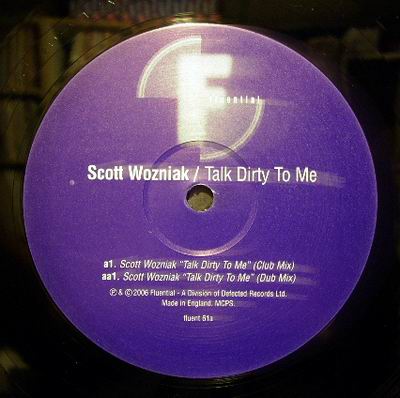 Fluential
Scott Wozniak / Talk Dirty To Me
a1. Scott Wozniak "Talk Dirty To Me" (Club Mix)
aa1. Scott Wozniak "Talk Dirty To Me" (Dub Mix)
℗ & ©2006 Fluential - A Division of Defected Records Ltd.
Made in England. MCPS.
fluent 51a